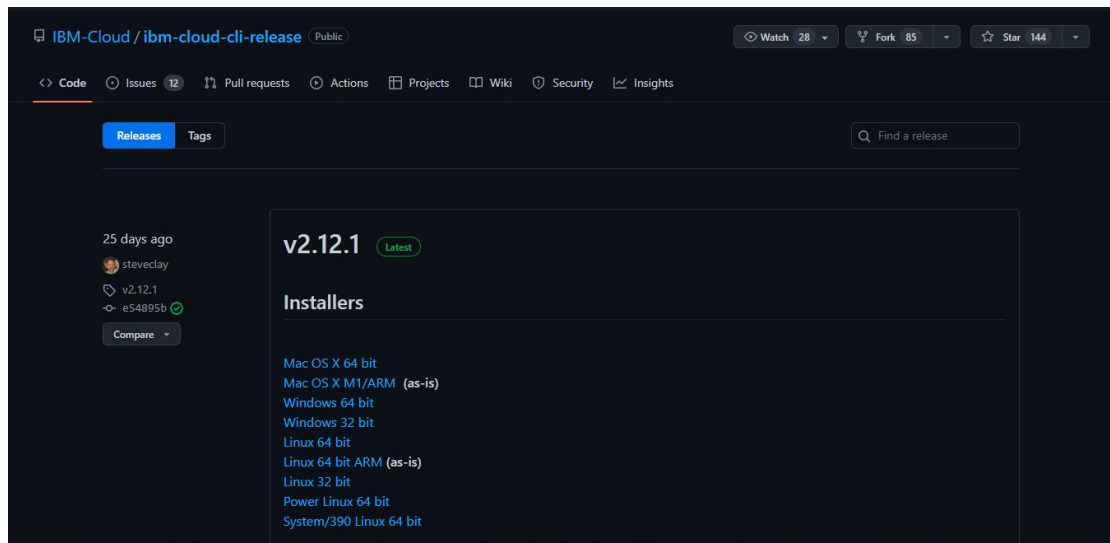 IBM-Cloud / ibm-cloud-cli-release Public
Watch 28 Fork 85 Star 144
<> Code Issues 12 Pull requests Actions Projects Wiki Security Insights
Releases Tags
Find a release
25 days ago
steveclay
v2.12.1
e54895b
Compare
v2.12.1 Latest
Installers
Mac OS X 64 bit
Mac OS X M1/ARM (as-is)
Windows 64 bit
Windows 32 bit
Linux 64 bit
Linux 64 bit ARM (as-is)
Linux 32 bit
Power Linux 64 bit
System/390 Linux 64 bit